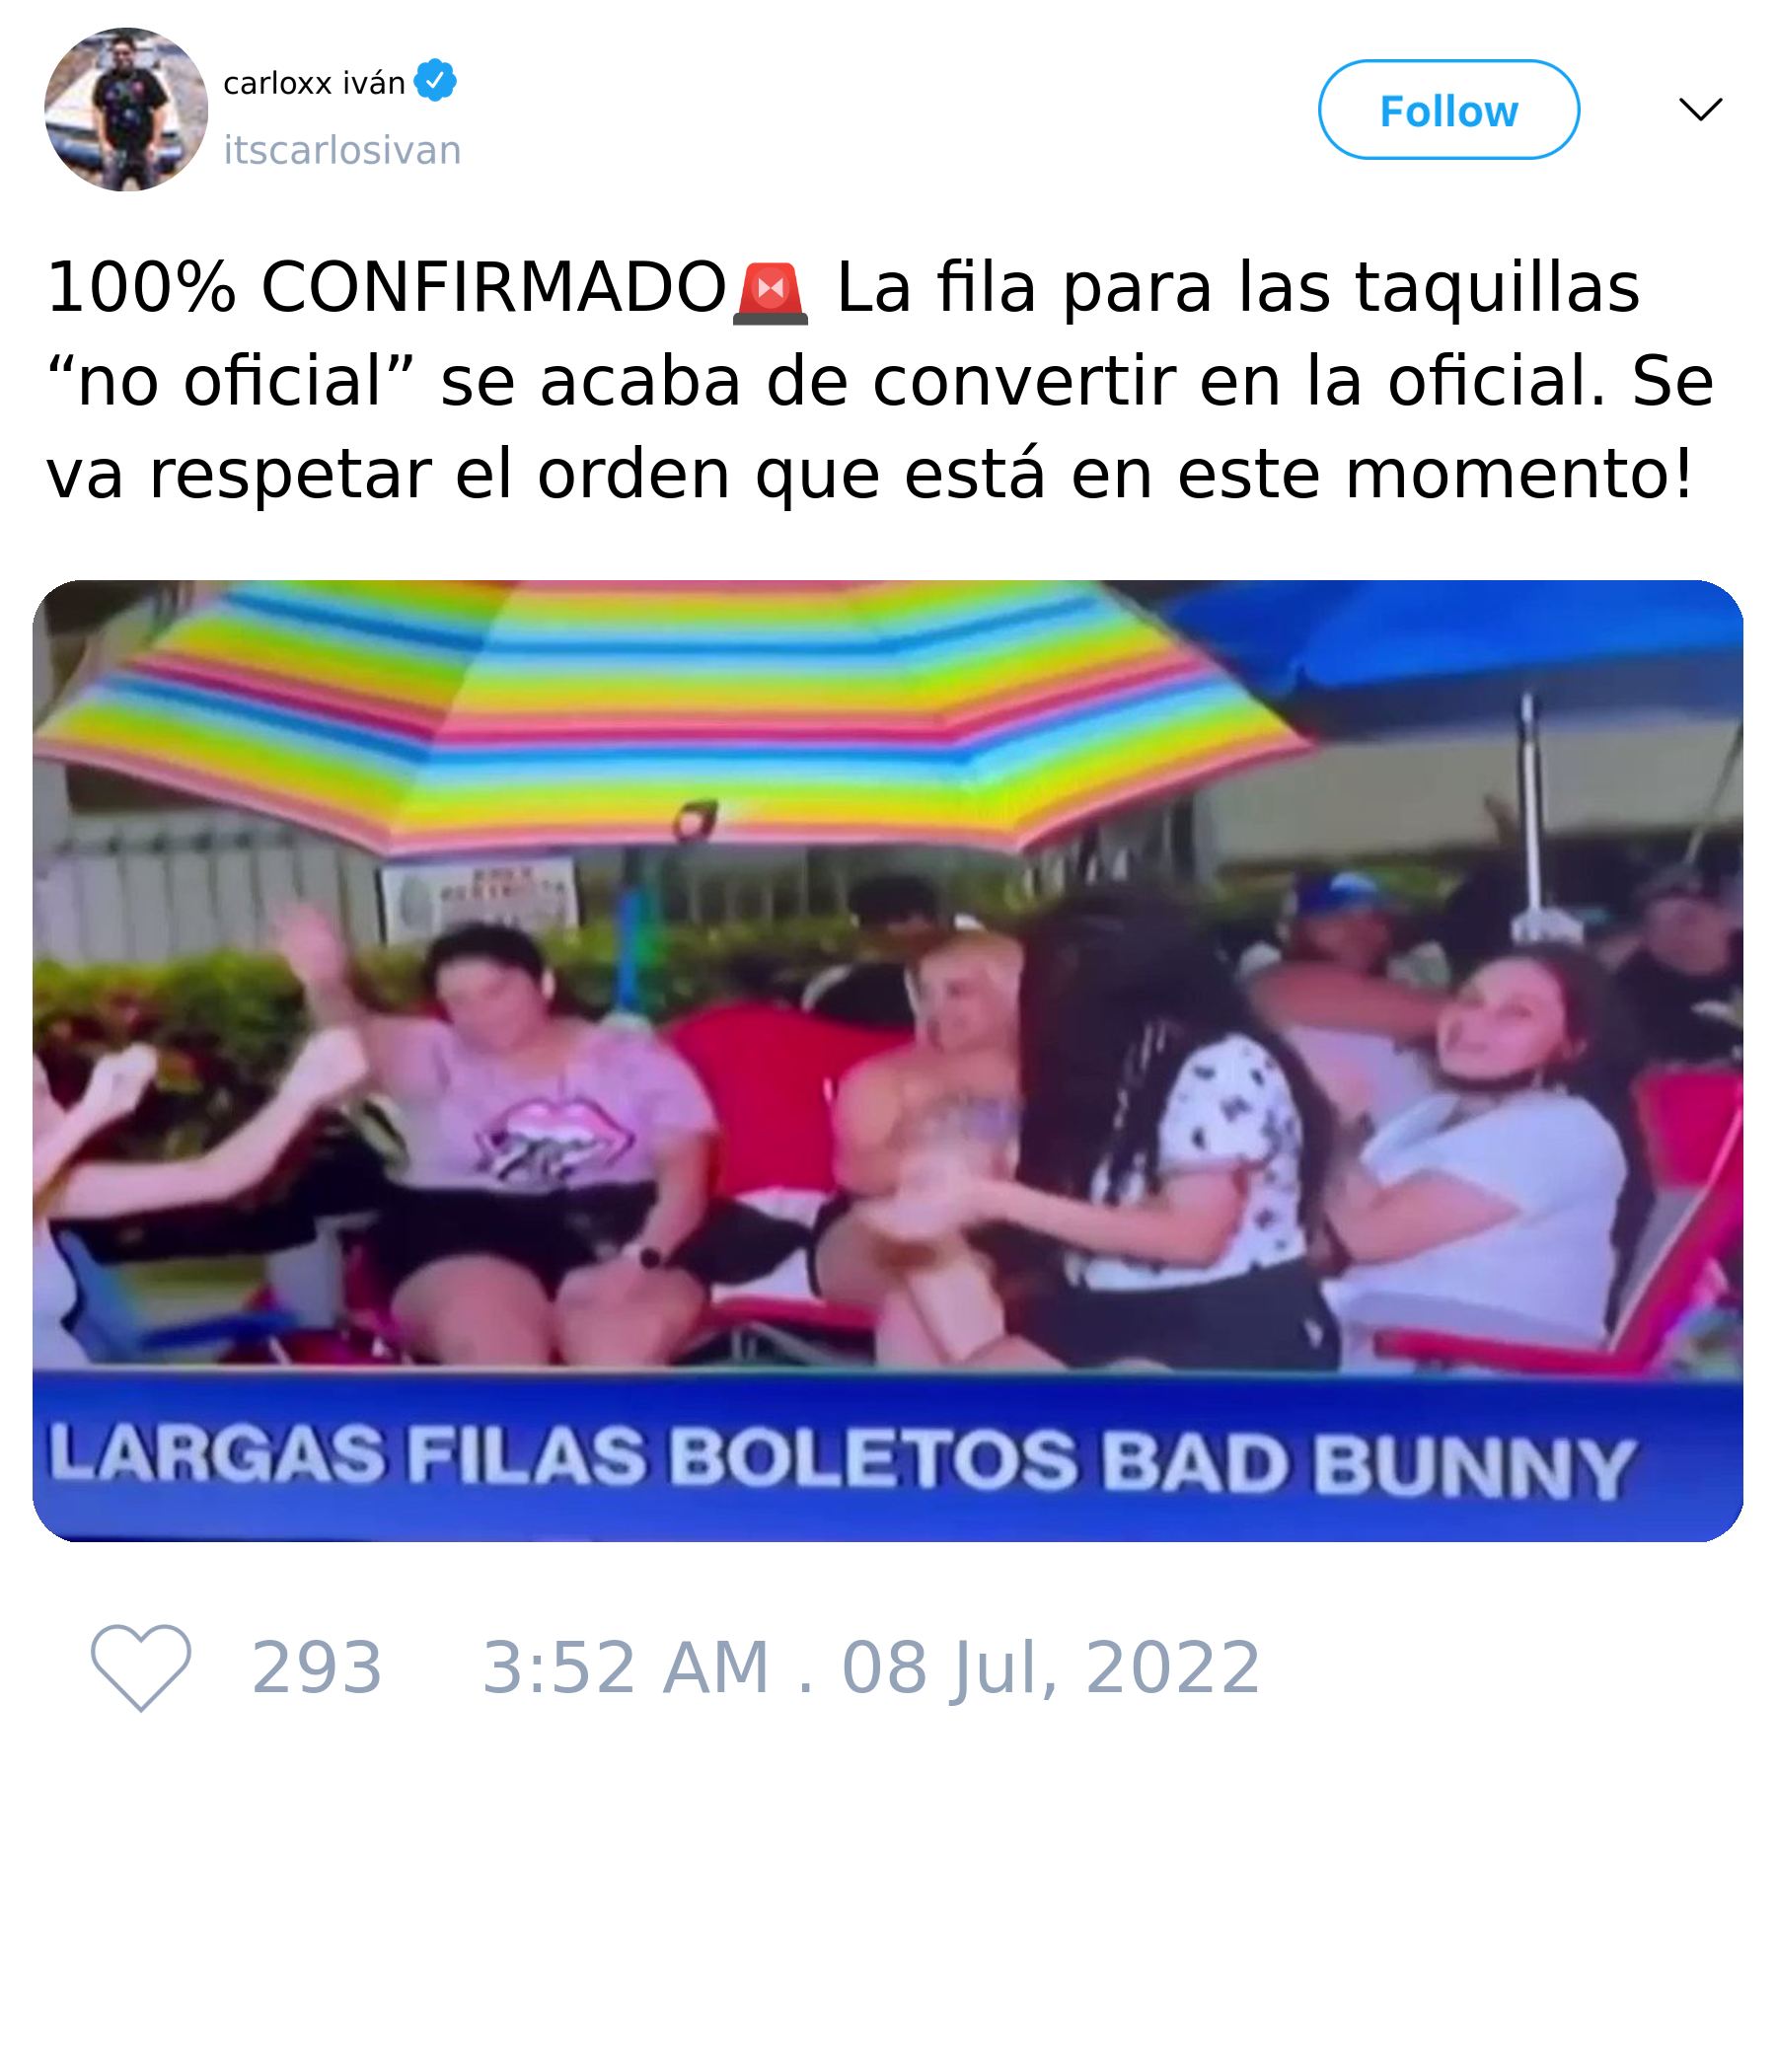 carloxx iván
itscarlosivan
Follow
100% CONFIRMADO🚨 La fila para las taquillas
“no oficial” se acaba de convertir en la oficial. Se
va respetar el orden que está en este momento!
LARGAS FILAS BOLETOS BAD BUNNY
293 3:52 AM . 08 Jul, 2022